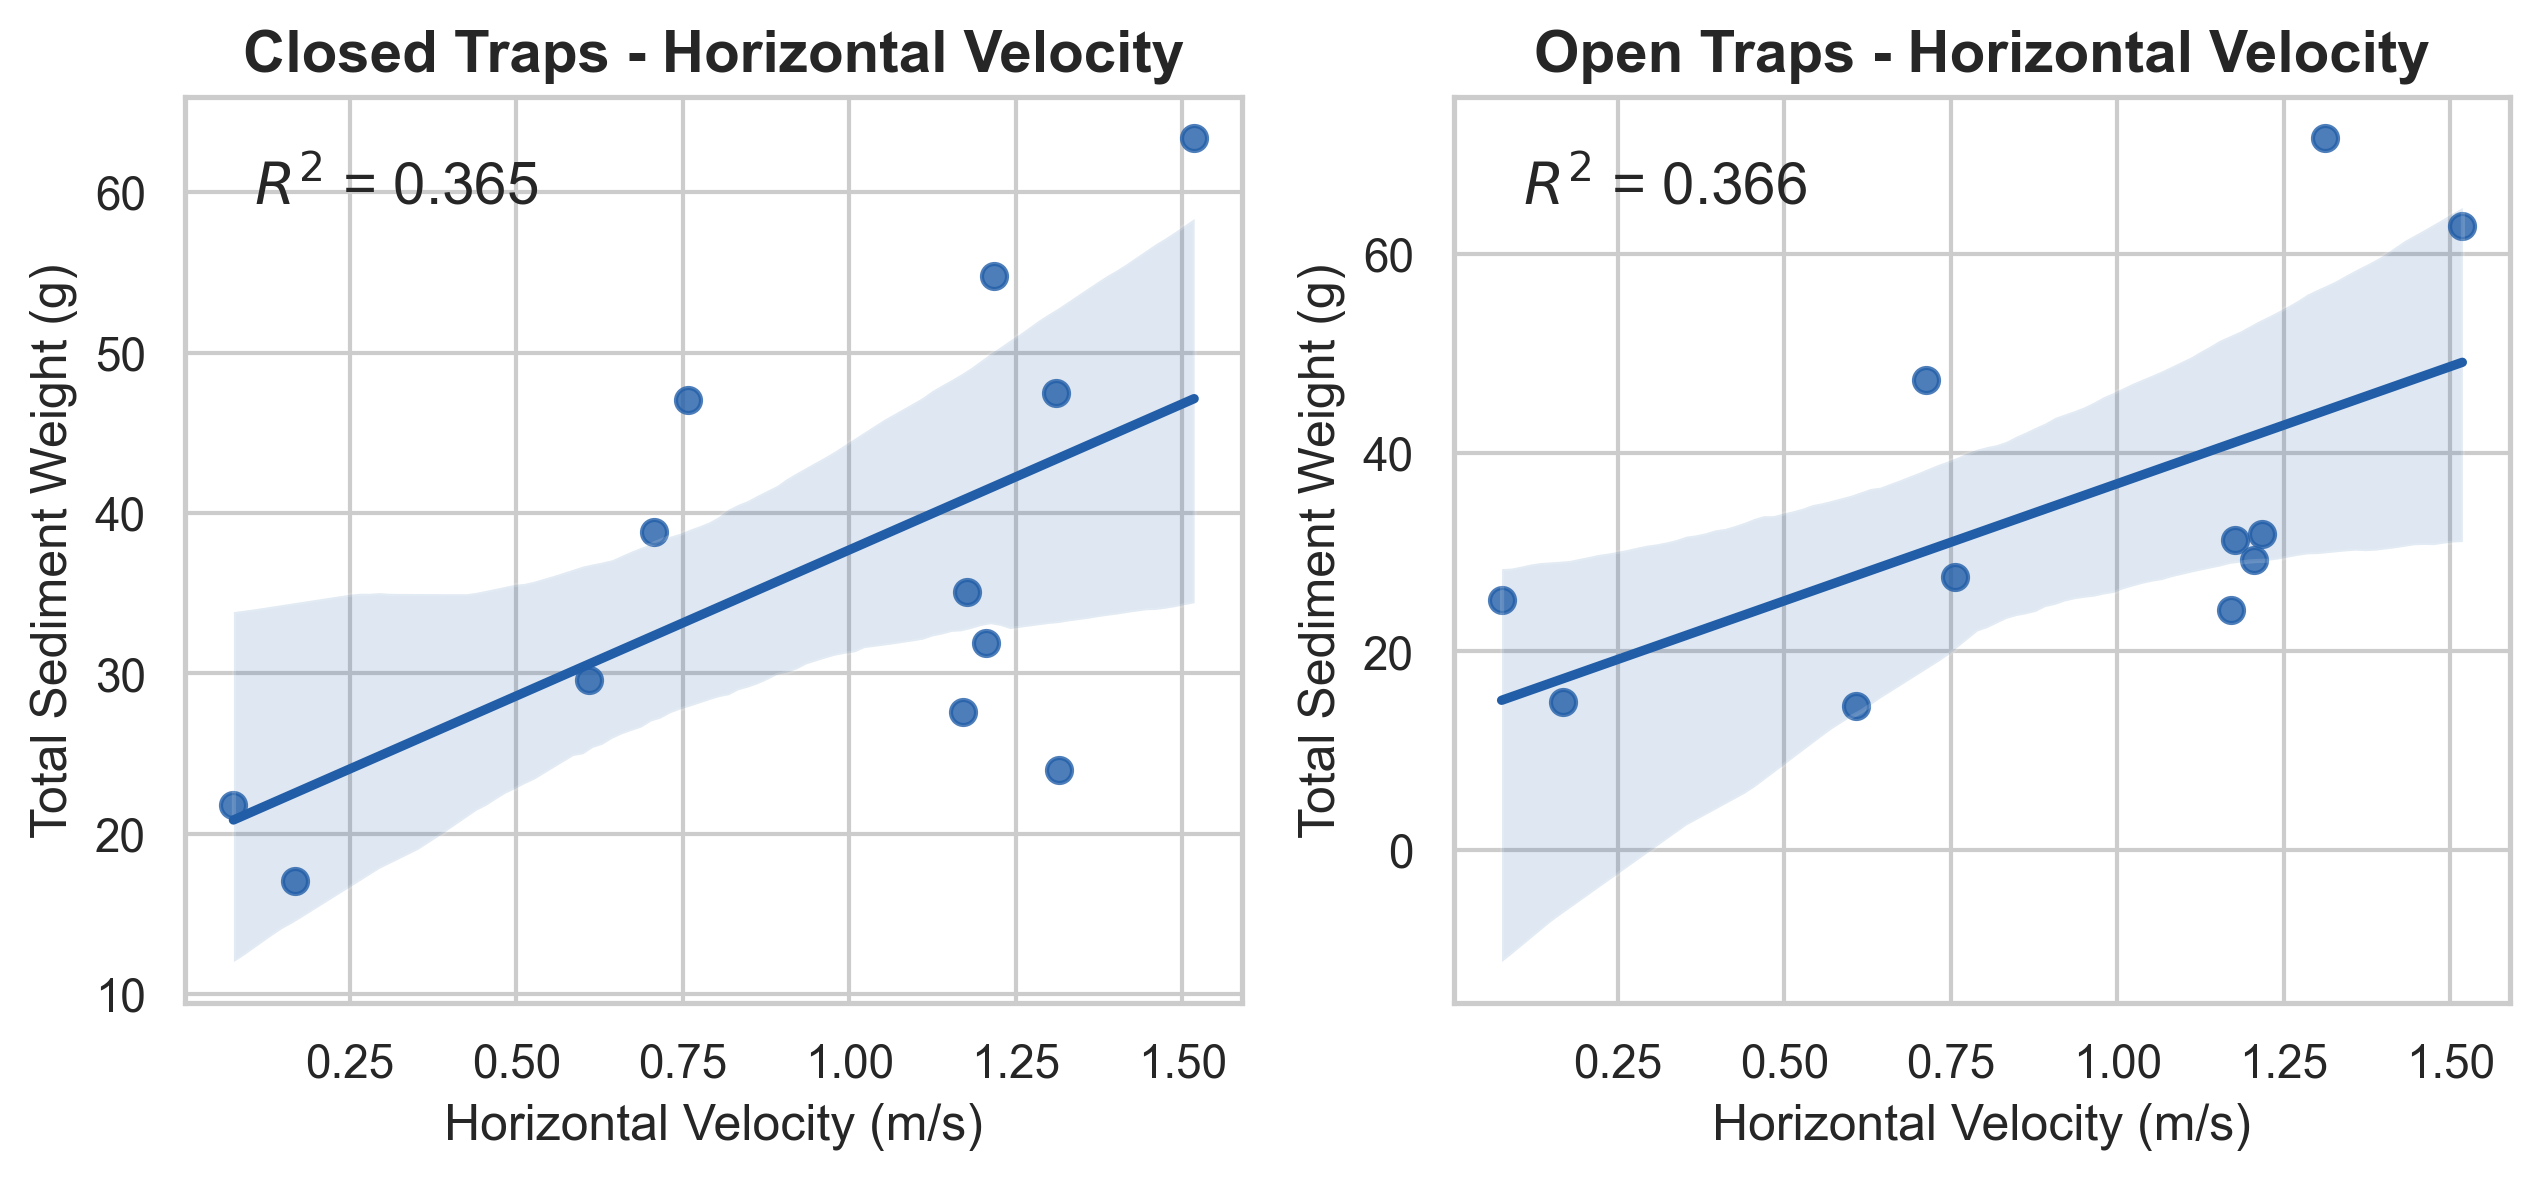 Closed Traps - Horizontal Velocity
R² = 0.365
Total Sediment Weight (g)
60
50
40
30
20
10
0.25 0.50 0.75 1.00 1.25 1.50
Horizontal Velocity (m/s)
Open Traps - Horizontal Velocity
R² = 0.366
Total Sediment Weight (g)
60
40
20
0
0.25 0.50 0.75 1.00 1.25 1.50
Horizontal Velocity (m/s)